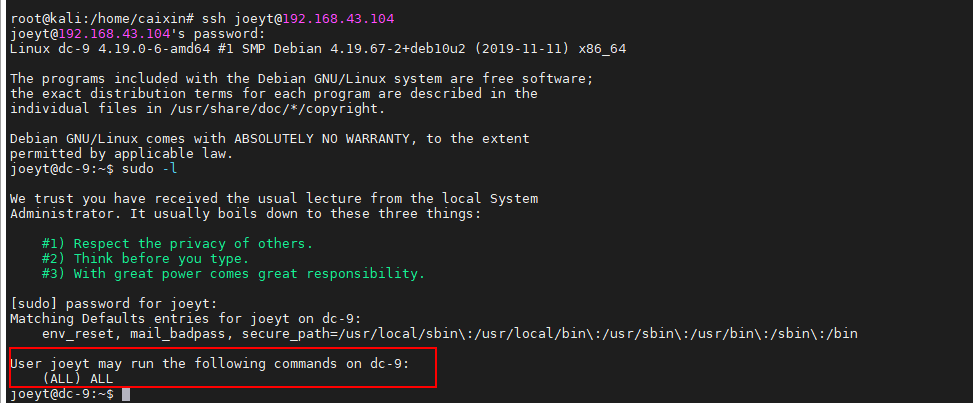 root@kali:/home/caixin# ssh joeyt@192.168.43.104
joeyt@192.168.43.104's password:
Linux dc-9 4.19.0-6-amd64 #1 SMP Debian 4.19.67-2+deb10u2 (2019-11-11) x86_64
The programs included with the Debian GNU/Linux system are free software;
the exact distribution terms for each program are described in the
individual files in /usr/share/doc/*/copyright.
Debian GNU/Linux comes with ABSOLUTELY NO WARRANTY, to the extent
permitted by applicable law.
joeyt@dc-9:~$ sudo -l
We trust you have received the usual lecture from the local System
Administrator. It usually boils down to these three things:
#1) Respect the privacy of others.
#2) Think before you type.
#3) With great power comes great responsibility.
[sudo] password for joeyt:
Matching Defaults entries for joeyt on dc-9:
env_reset, mail_badpass, secure_path=/usr/local/sbin\:/usr/local/bin\:/usr/sbin\:/usr/bin\:/sbin\:/bin
User joeyt may run the following commands on dc-9:
(ALL) ALL
joeyt@dc-9:~$